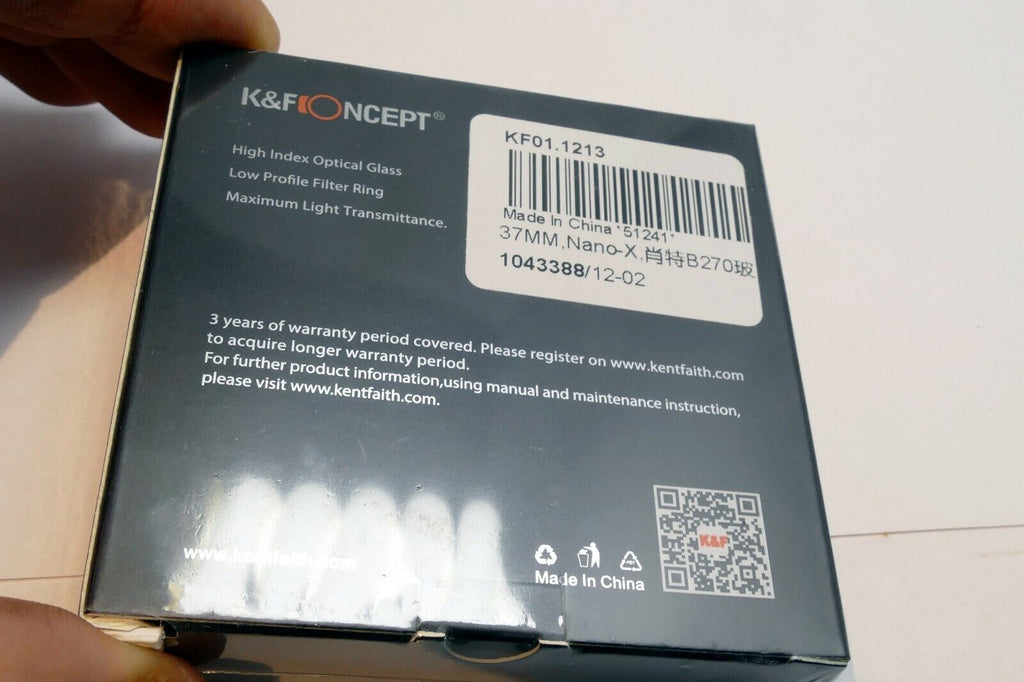 K&F CONCEPT®
High Index Optical Glass
Low Profile Filter Ring
Maximum Light Transmittance.
KF01.1213
Made In China *51241*
37MM,Nano-X,肖特B270玻
1043388/12-02
3 years of warranty period covered. Please register on www.kentfaith.com
to acquire longer warranty period.
For further product information,using manual and maintenance instruction,
please visit www.kentfaith.com.
www.kentfaith.com
Made In China
K&F